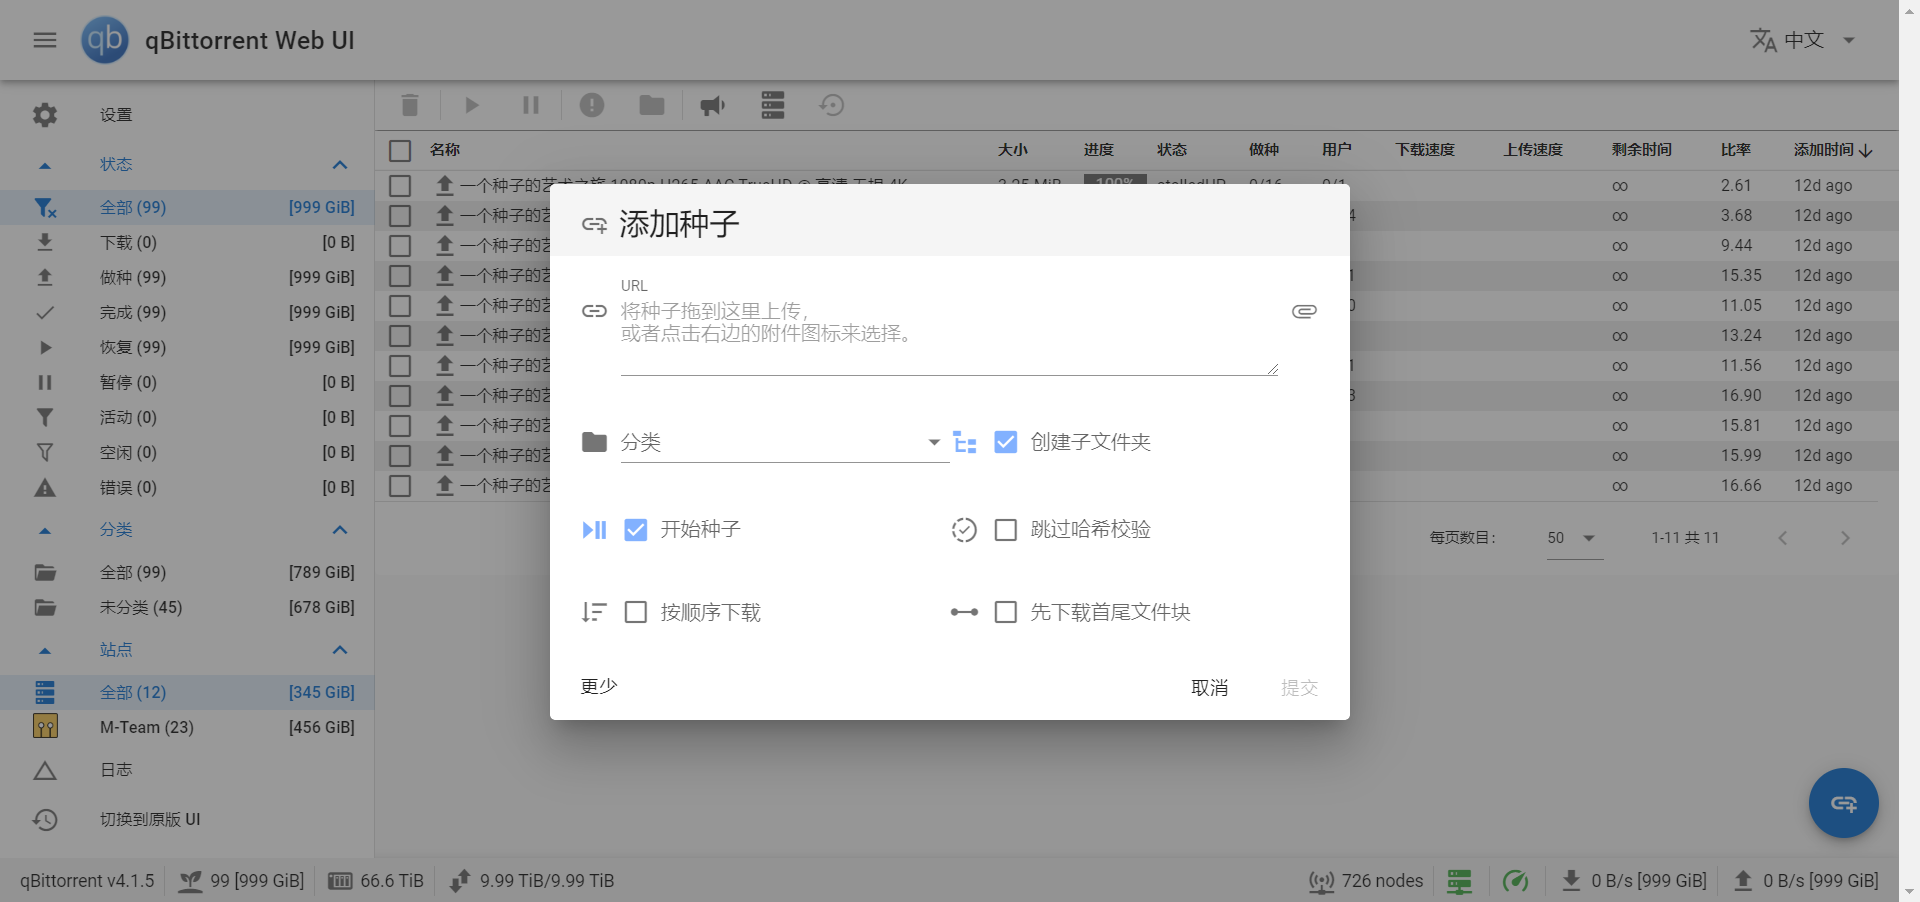 qb qBittorrent Web UI 中文
设置
状态
全部 (99) [999 GiB]
下载 (0) [0 B]
做种 (99) [999 GiB]
完成 (99) [999 GiB]
恢复 (99) [999 GiB]
暂停 (0) [0 B]
活动 (0) [0 B]
空闲 (0) [0 B]
错误 (0) [0 B]
分类
全部 (99) [789 GiB]
未分类 (45) [678 GiB]
站点
全部 (12) [345 GiB]
M-Team (23) [456 GiB]
日志
切换到原版 UI
名称 大小 进度 状态 做种 用户 下载速度 上传速度 剩余时间 比率 添加时间
一个种子的艺术之旅 1080p H265 AAC TrueHD @ 高清 无损 4K 3.25 MiB 100% stalledUP 0/16 0/1 ∞ 2.61 12d ago
一个种子的艺 4 ∞ 3.68 12d ago
一个种子的艺 ∞ 9.44 12d ago
一个种子的艺 1 ∞ 15.35 12d ago
一个种子的艺 0 ∞ 11.05 12d ago
一个种子的艺 ∞ 13.24 12d ago
一个种子的艺 1 ∞ 11.56 12d ago
一个种子的艺 3 ∞ 16.90 12d ago
一个种子的艺 ∞ 15.81 12d ago
一个种子的艺 ∞ 15.99 12d ago
一个种子的艺 ∞ 16.66 12d ago
每页数目： 50 1-11 共 11
添加种子
URL
将种子拖到这里上传，
或者点击右边的附件图标来选择。
分类 创建子文件夹
开始种子 跳过哈希校验
按顺序下载 先下载首尾文件块
更少 取消 提交
qBittorrent v4.1.5 99 [999 GiB] 66.6 TiB 9.99 TiB/9.99 TiB 726 nodes 0 B/s [999 GiB] 0 B/s [999 GiB]